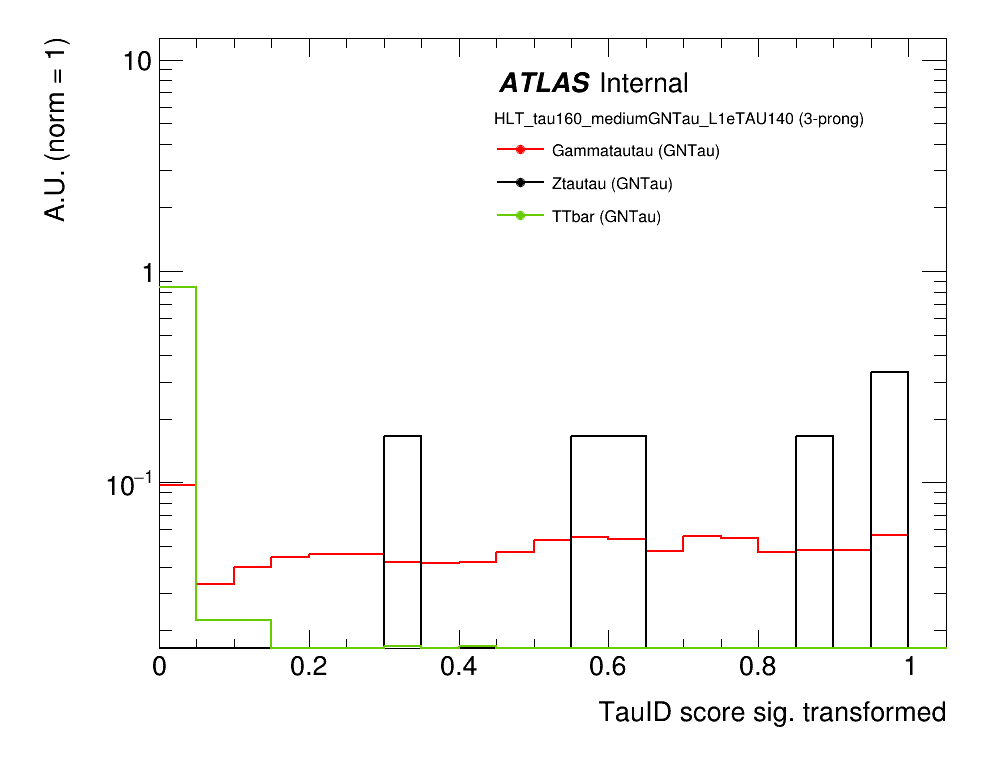 A.U. (norm = 1)
10
1
10⁻¹
ATLAS Internal
HLT_tau160_mediumGNTau_L1eTAU140 (3-prong)
Gammatautau (GNTau)
Ztautau (GNTau)
TTbar (GNTau)
0 0.2 0.4 0.6 0.8 1
TauID score sig. transformed